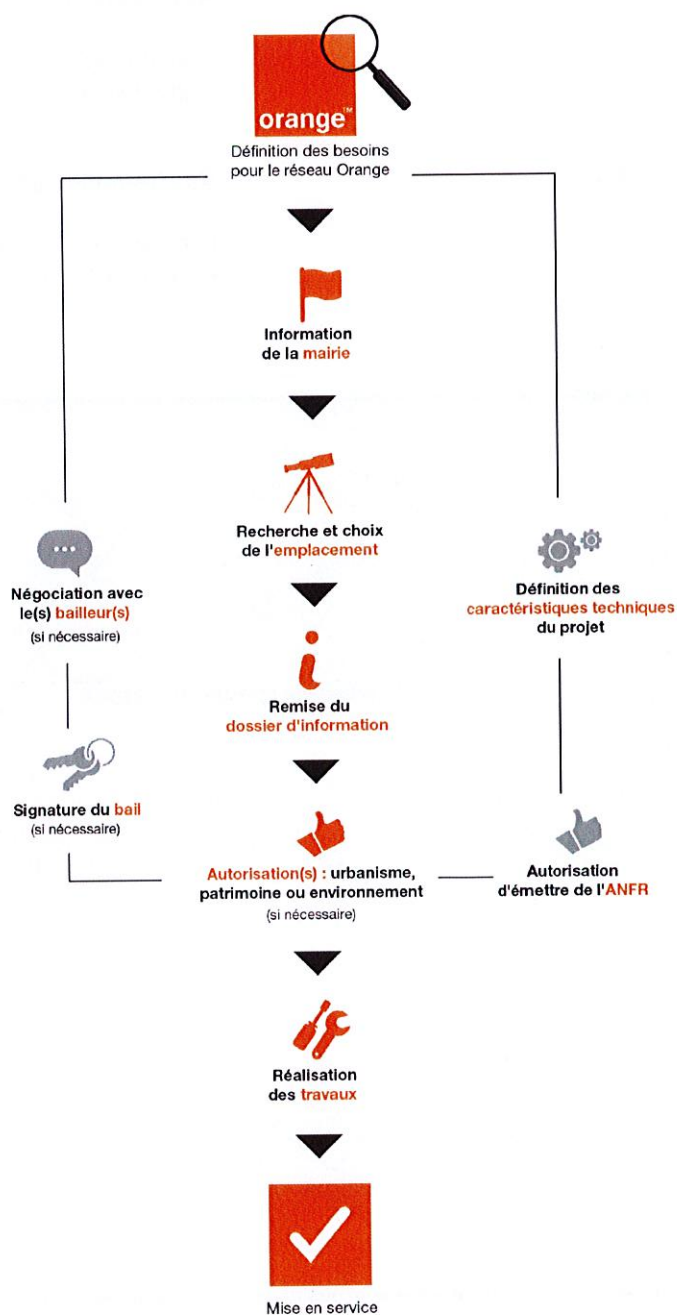 orange™
Définition des besoins
pour le réseau Orange
Information
de la mairie
Recherche et choix
de l'emplacement
Négociation avec
le(s) bailleur(s)
(si nécessaire)
Définition des
caractéristiques techniques
du projet
Remise du
dossier d'information
Signature du bail
(si nécessaire)
Autorisation(s) : urbanisme,
patrimoine ou environnement
(si nécessaire)
Autorisation
d'émettre de l'ANFR
Réalisation
des travaux
Mise en service